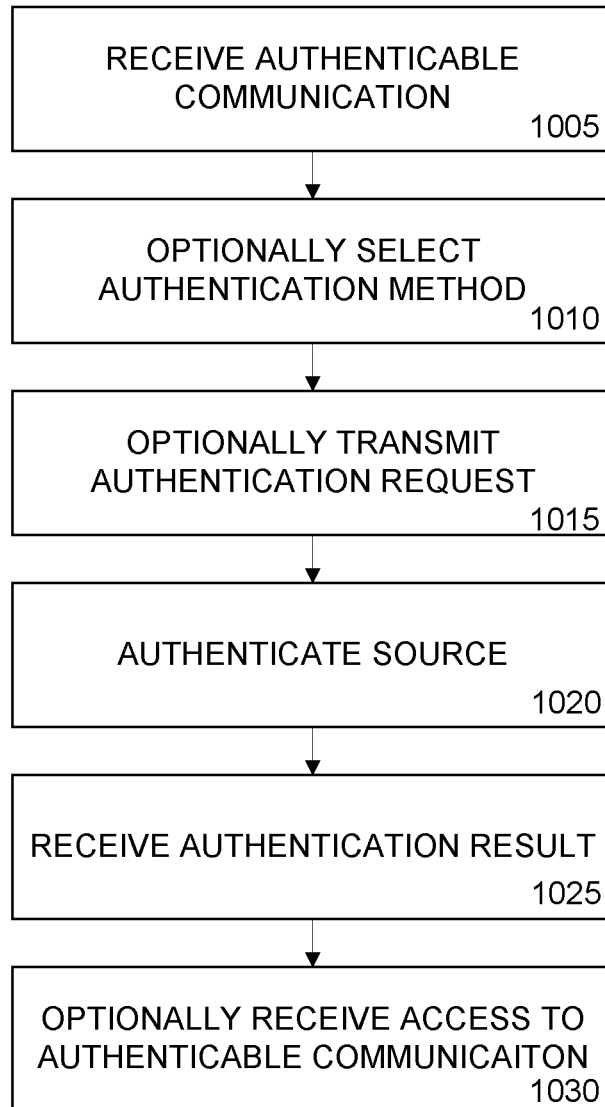 RECEIVE AUTHENTICABLE
COMMUNICATION
1005
OPTIONALLY SELECT
AUTHENTICATION METHOD
1010
OPTIONALLY TRANSMIT
AUTHENTICATION REQUEST
1015
AUTHENTICATE SOURCE
1020
RECEIVE AUTHENTICATION RESULT
1025
OPTIONALLY RECEIVE ACCESS TO
AUTHENTICABLE COMMUNICAITON
1030